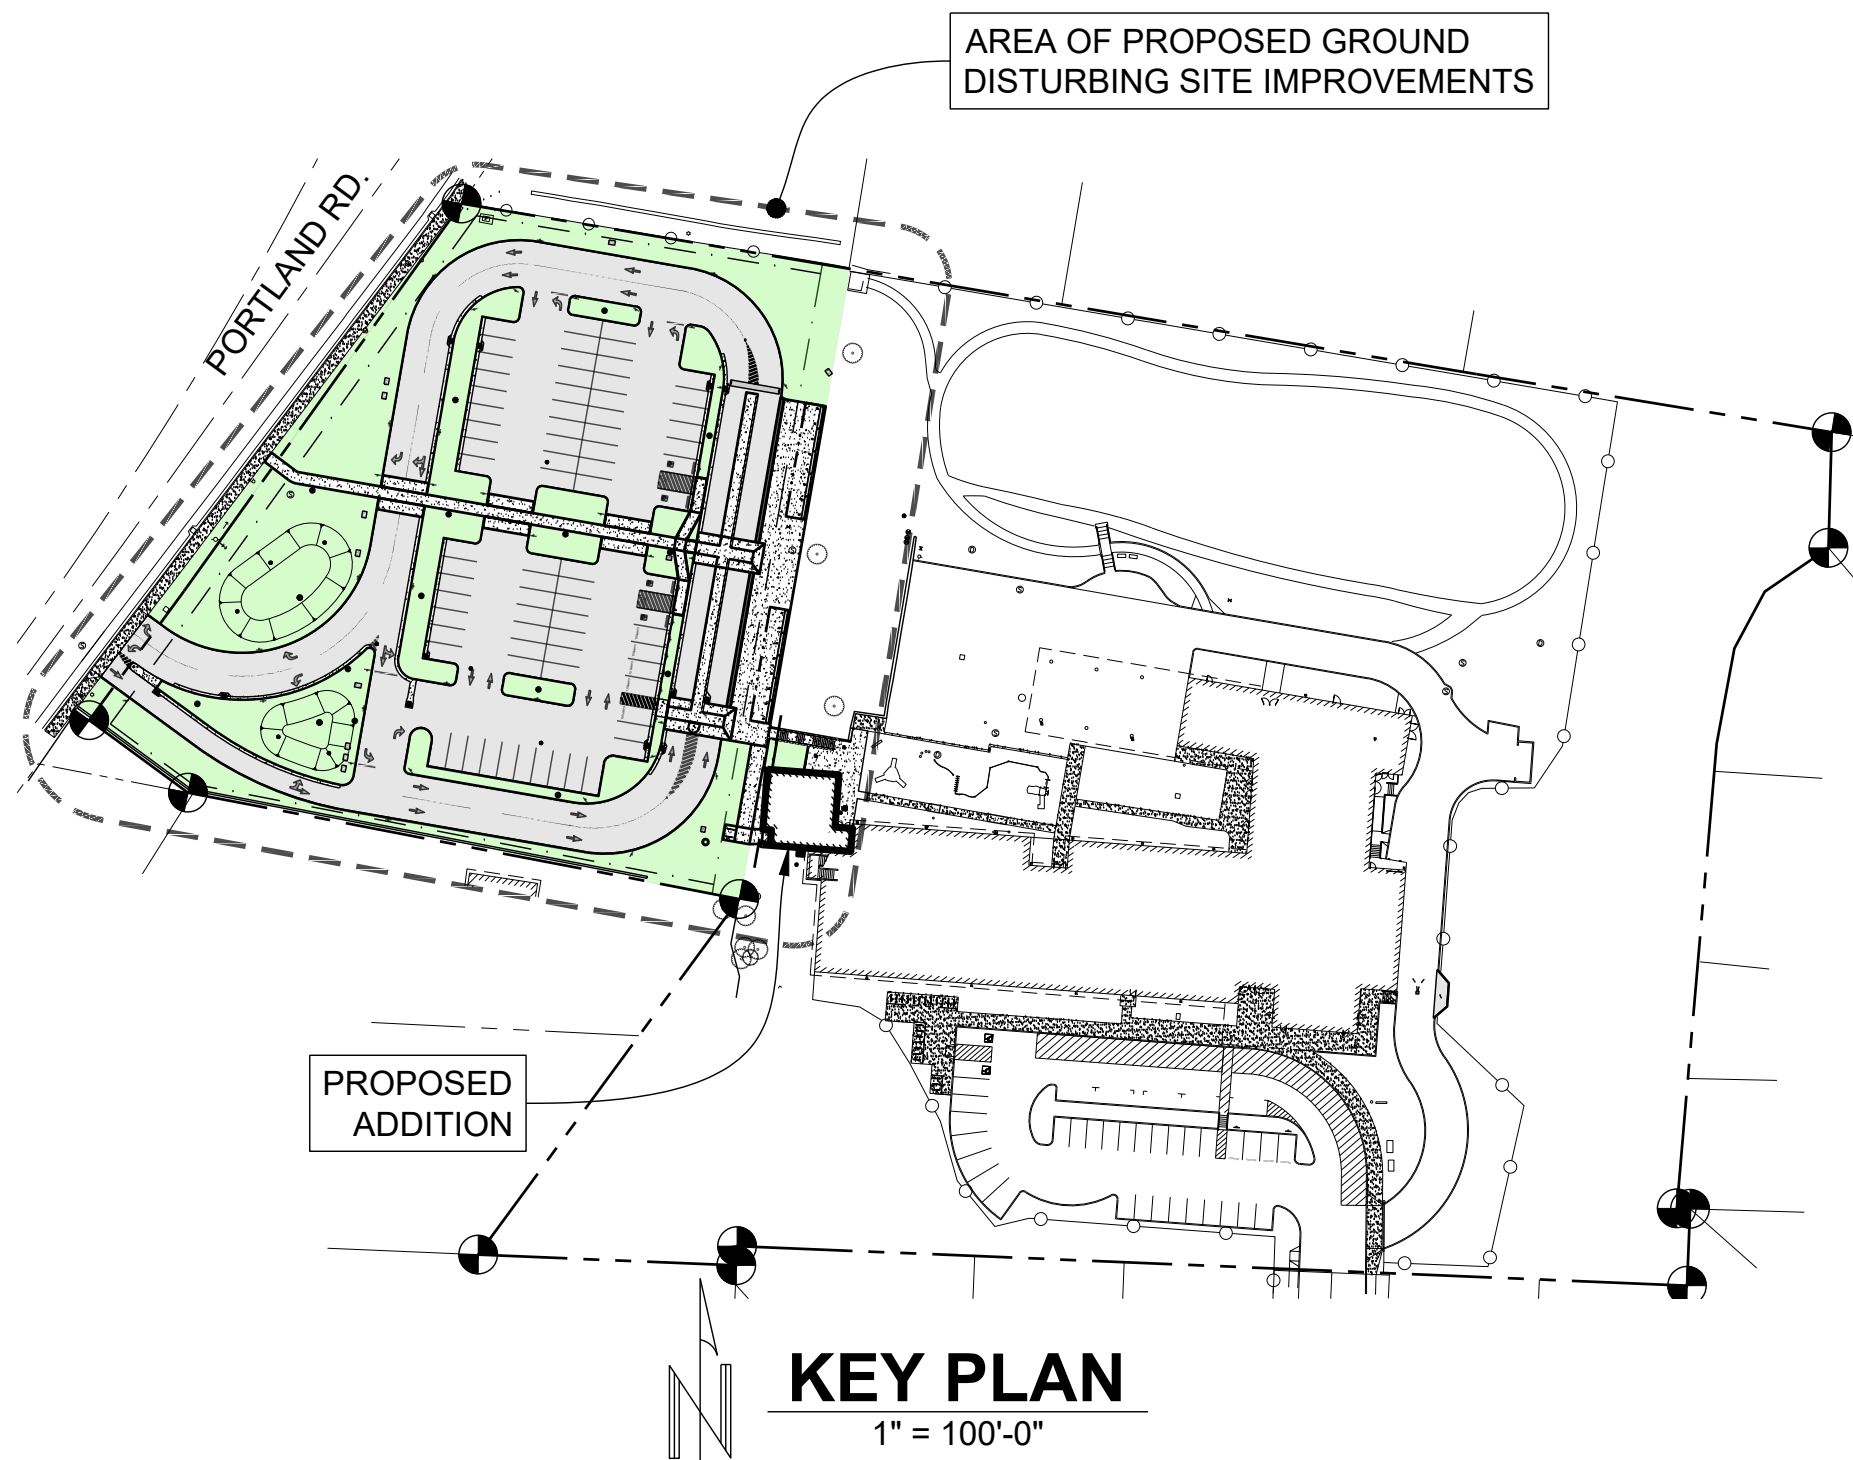 AREA OF PROPOSED GROUND
DISTURBING SITE IMPROVEMENTS
PORTLAND RD.
PROPOSED
ADDITION
N
KEY PLAN
1" = 100'-0"